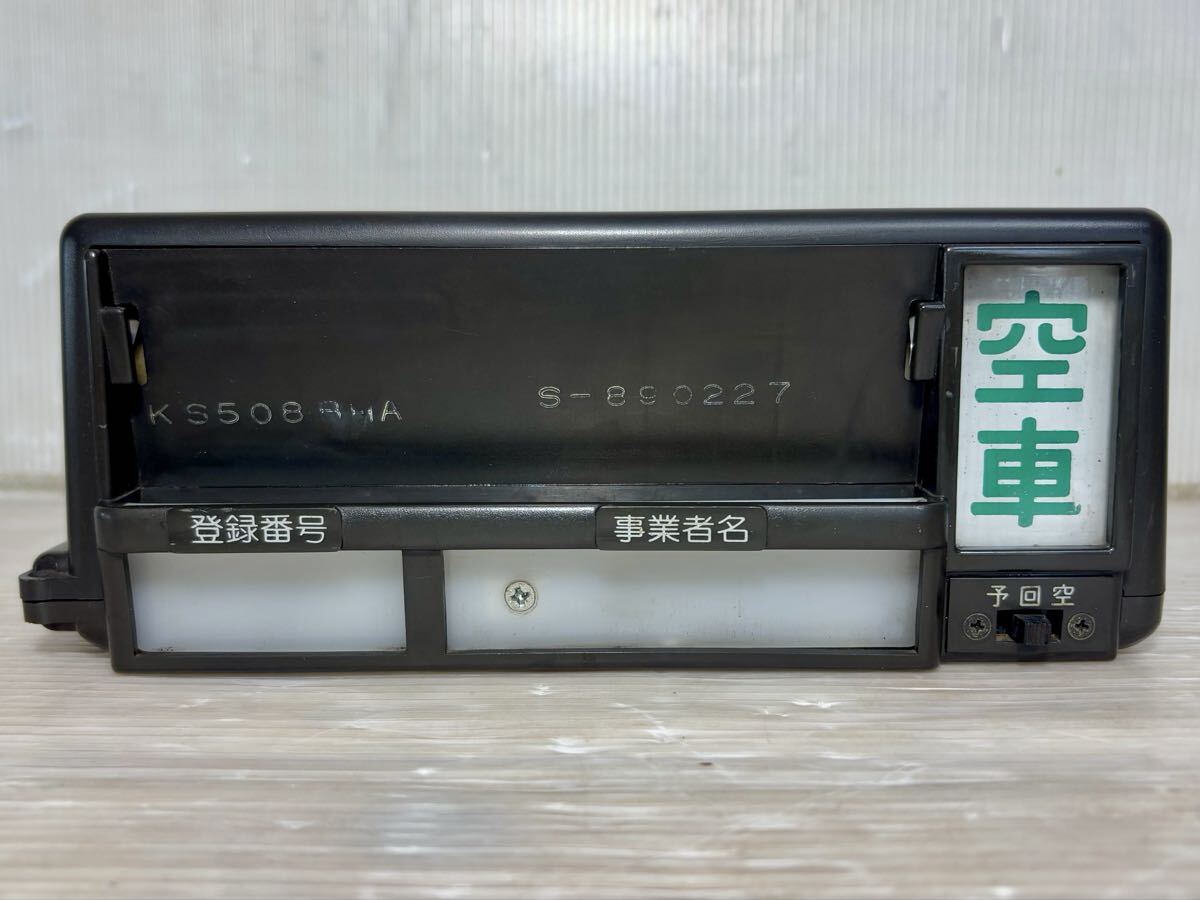 KS508
S-890227
空車
登録番号
事業者名
予回空